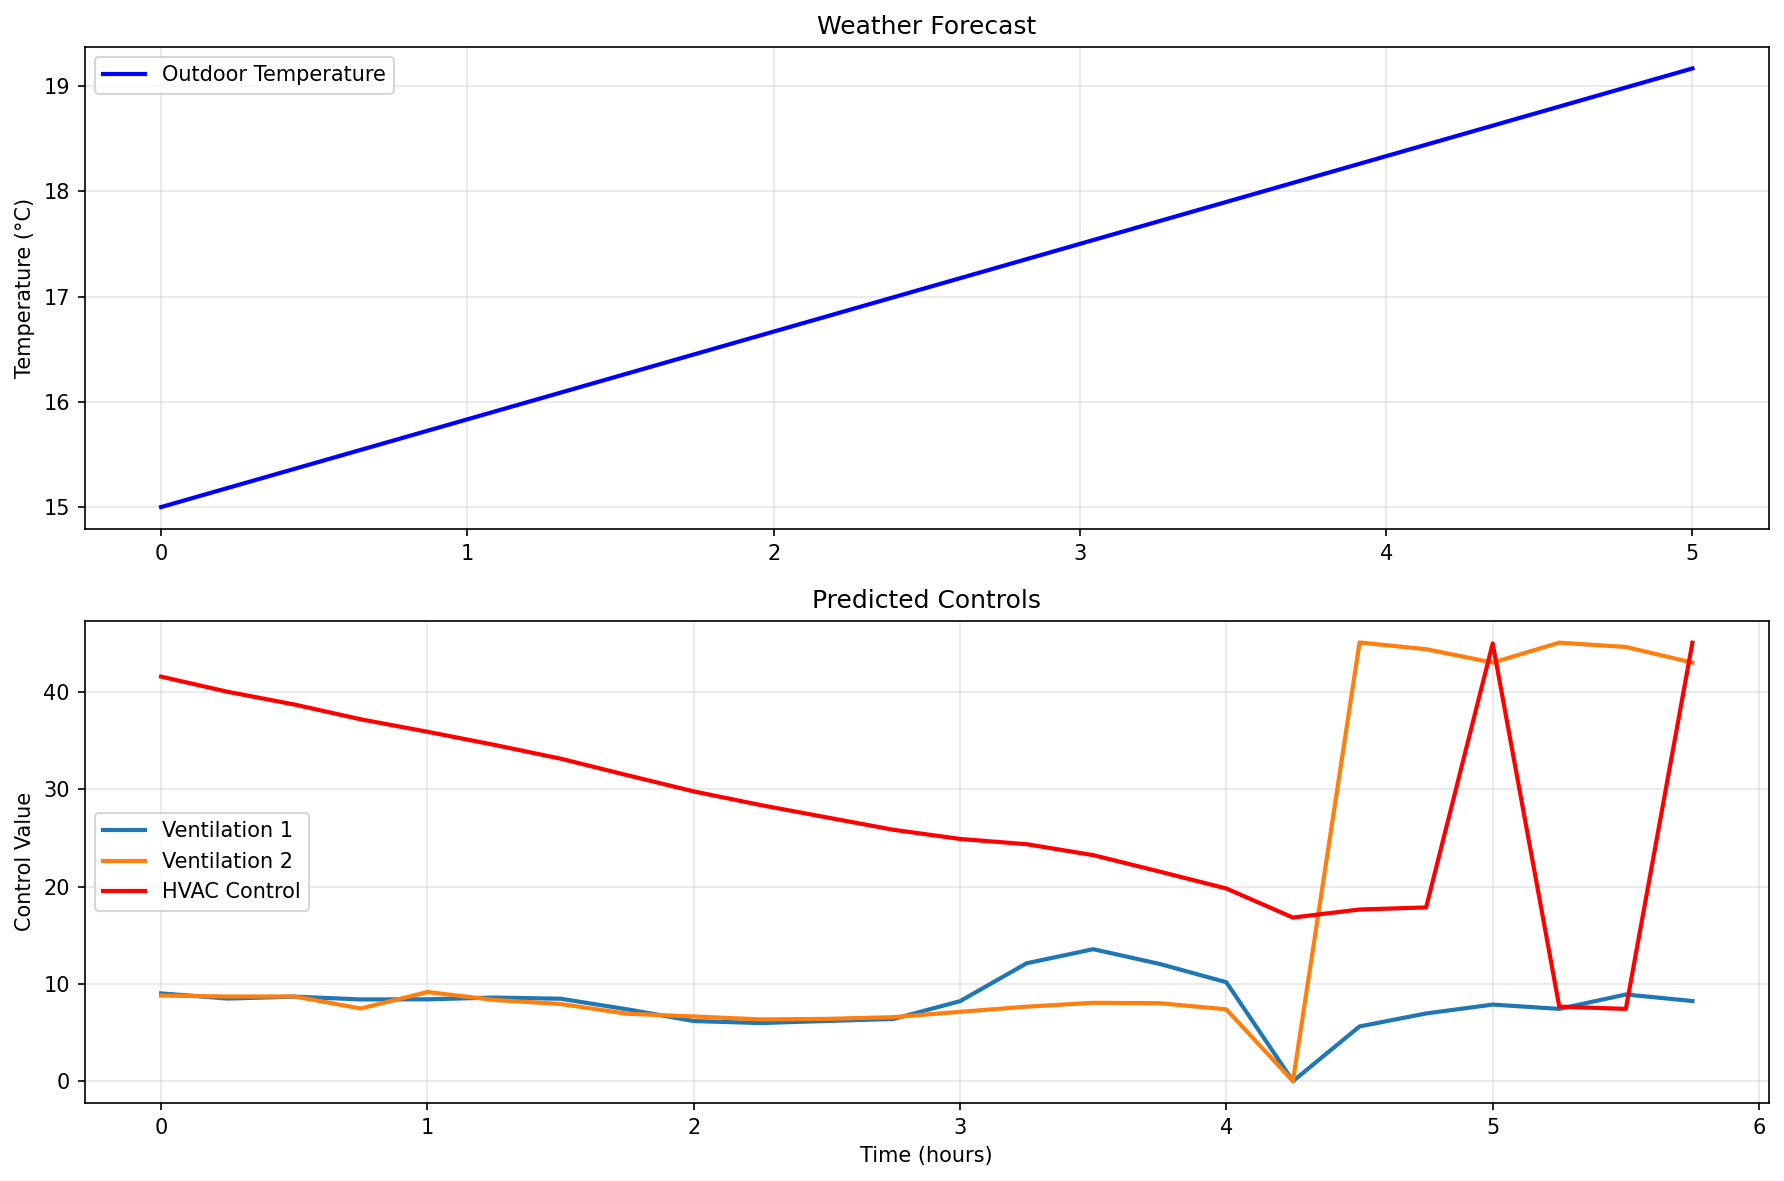 Weather Forecast
Outdoor Temperature
Temperature (°C)
19
18
17
16
15
0 1 2 3 4 5
Predicted Controls
Control Value
40
30
20
10
0
Ventilation 1
Ventilation 2
HVAC Control
0 1 2 3 4 5 6
Time (hours)